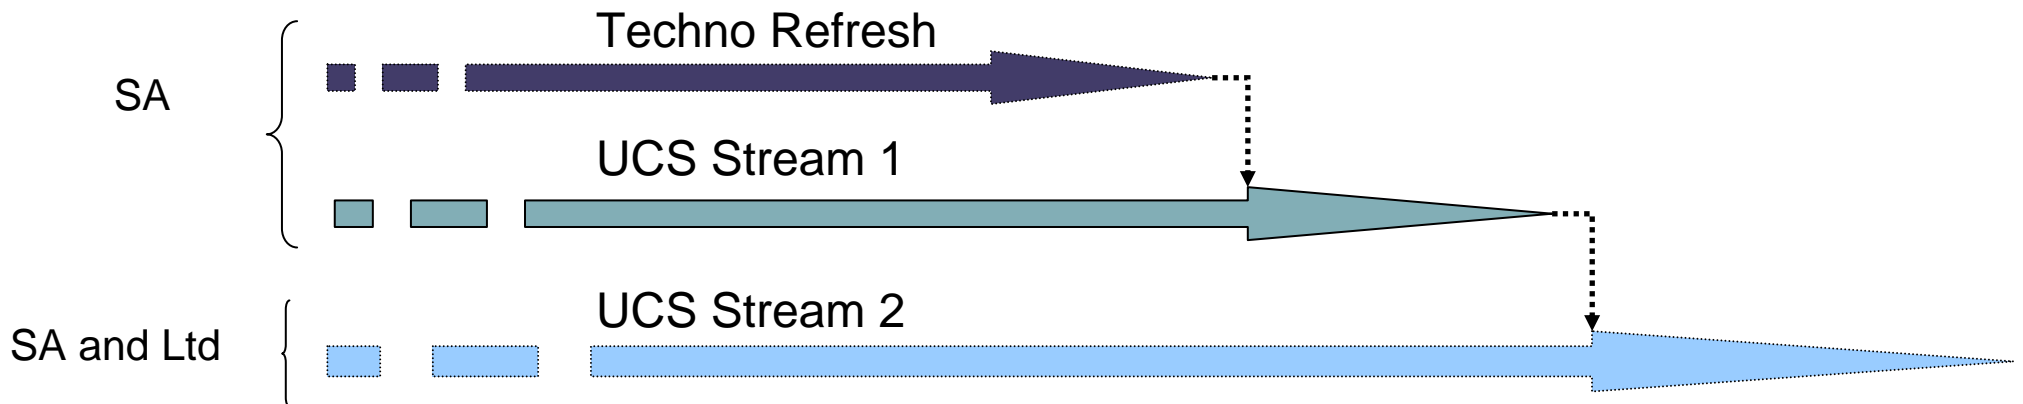 Techno Refresh
SA
UCS Stream 1
UCS Stream 2
SA and Ltd